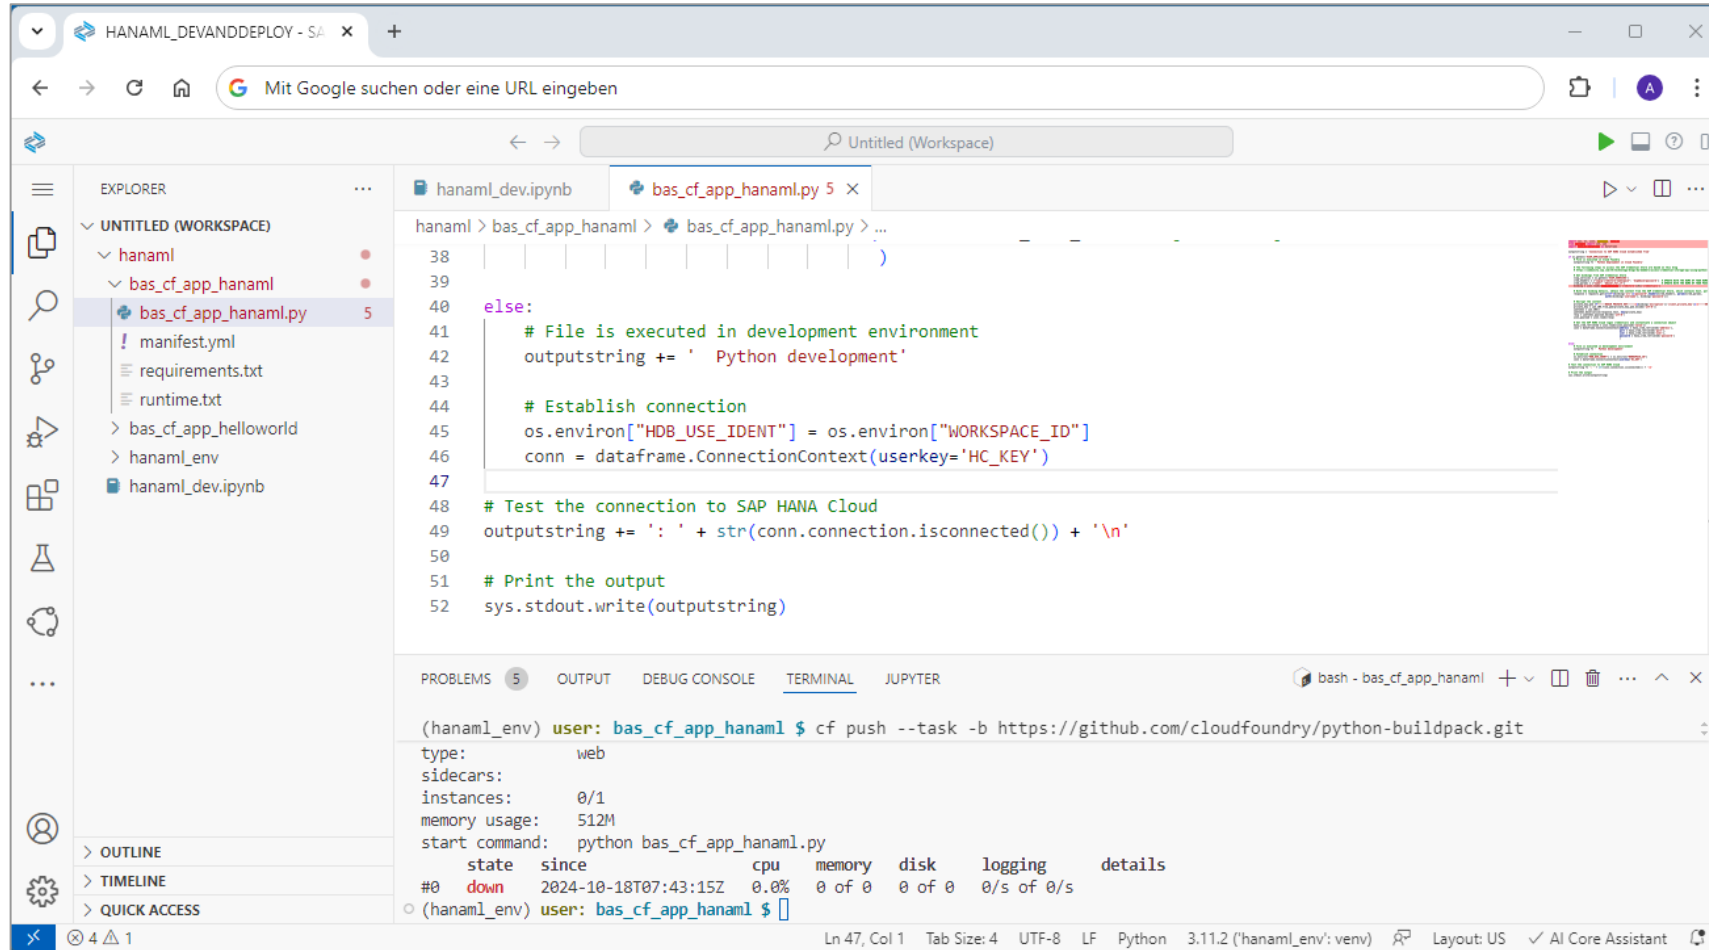 HANAML_DEVANDDEPLOY - SA
Mit Google suchen oder eine URL eingeben
A
Untitled (Workspace)
EXPLORER
hanaml_dev.ipynb
bas_cf_app_hanaml.py 5
UNTITLED (WORKSPACE)
hanaml > bas_cf_app_hanaml > bas_cf_app_hanaml.py > ...
hanaml
bas_cf_app_hanaml
bas_cf_app_hanaml.py 5
! manifest.yml
requirements.txt
runtime.txt
> bas_cf_app_helloworld
> hanaml_env
hanaml_dev.ipynb
38 )
39
40 else:
41 # File is executed in development environment
42 outputstring += '  Python development'
43
44 # Establish connection
45 os.environ["HDB_USE_IDENT"] = os.environ["WORKSPACE_ID"]
46 conn = dataframe.ConnectionContext(userkey='HC_KEY')
47
48 # Test the connection to SAP HANA Cloud
49 outputstring += ': ' + str(conn.connection.isconnected()) + '\n'
50
51 # Print the output
52 sys.stdout.write(outputstring)
PROBLEMS 5 OUTPUT DEBUG CONSOLE TERMINAL JUPYTER
bash - bas_cf_app_hanaml
(hanaml_env) user: bas_cf_app_hanaml $ cf push --task -b https://github.com/cloudfoundry/python-buildpack.git
type: web
sidecars:
instances: 0/1
memory usage: 512M
start command: python bas_cf_app_hanaml.py
state since cpu memory disk logging details
#0 down 2024-10-18T07:43:15Z 0.0% 0 of 0 0 of 0 0/s of 0/s
(hanaml_env) user: bas_cf_app_hanaml $
> OUTLINE
> TIMELINE
> QUICK ACCESS
4 1
Ln 47, Col 1 Tab Size: 4 UTF-8 LF Python 3.11.2 ('hanaml_env': venv) Layout: US AI Core Assistant